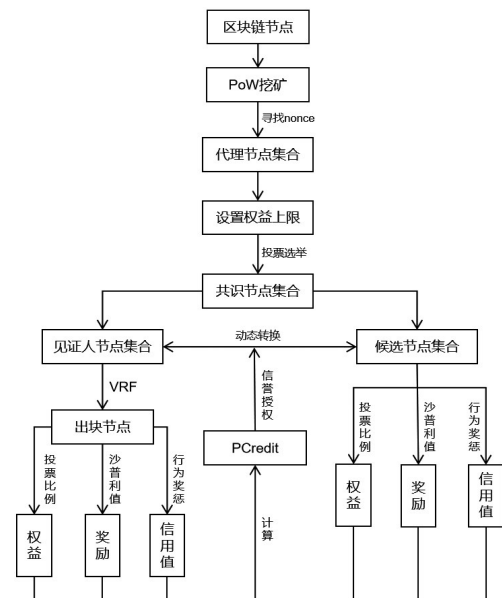 区块链节点
PoW挖矿
寻找nonce
代理节点集合
设置权益上限
投票选举
共识节点集合
见证人节点集合
动态转换
候选节点集合
VRF
信誉授权
出块节点
PCredit
投票比例
沙普利值
行为奖惩
投票比例
沙普利值
行为奖惩
权益
奖励
信用值
计算
权益
奖励
信用值